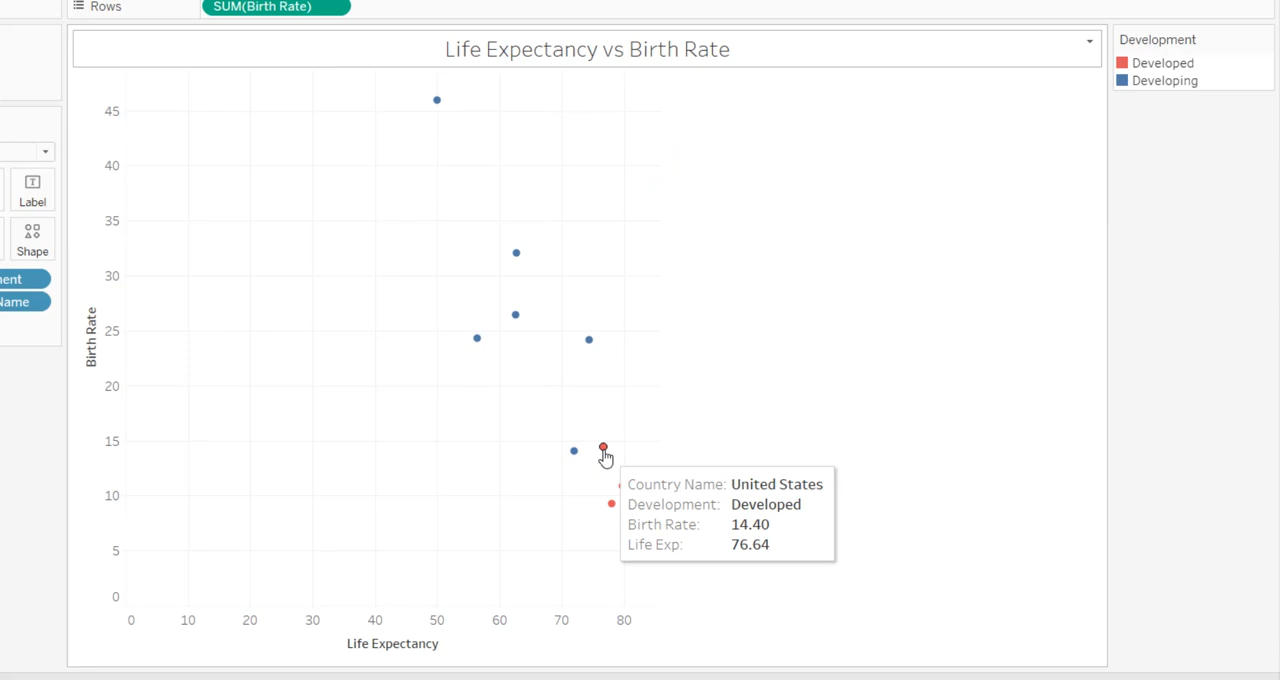 Rows
SUM(Birth Rate)
Life Expectancy vs Birth Rate
Development
Developed
Developing
Label
Shape
ment
Name
45
40
35
30
25
20
15
10
5
0
Birth Rate
Country Name: United States
Development: Developed
Birth Rate: 14.40
Life Exp: 76.64
0 10 20 30 40 50 60 70 80
Life Expectancy